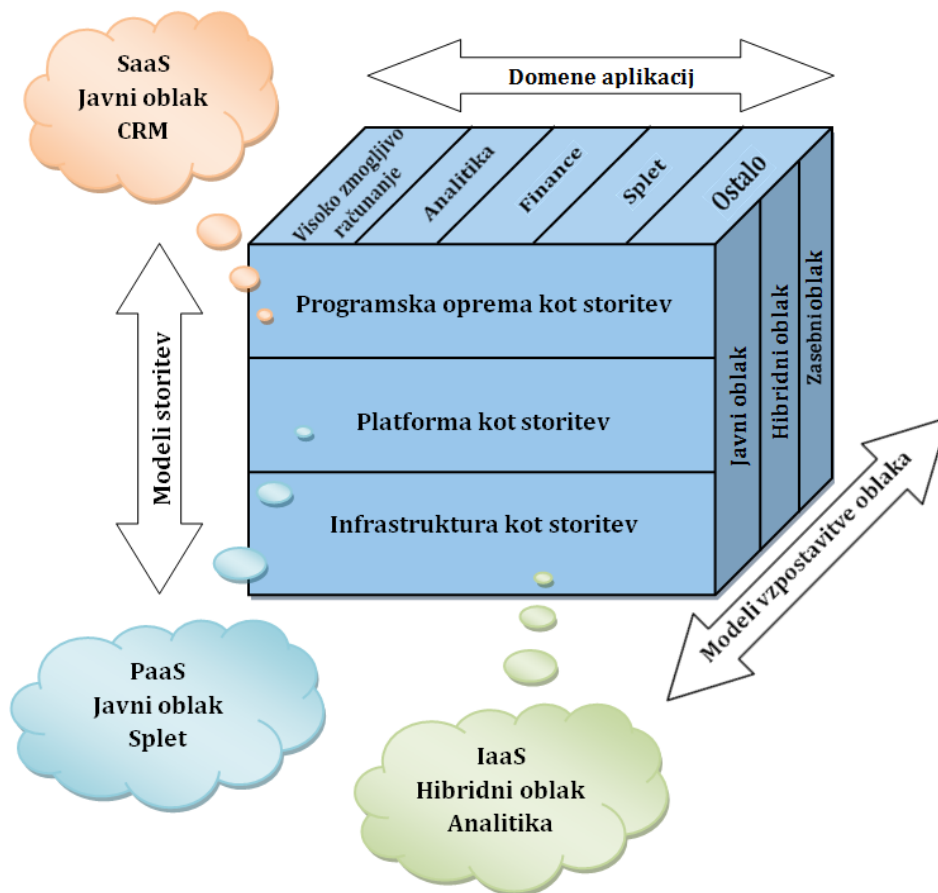 SaaS
Javni oblak
CRM
Domene aplikacij
Visoko zmogljivo
računanje
Analitika
Finance
Splet
Ostalo
Programska oprema kot storitev
Platforma kot storitev
Infrastruktura kot storitev
Javni oblak
Hibridni oblak
Zasebni oblak
Modeli storitev
Modeli vzpostavitve oblaka
PaaS
Javni oblak
Splet
IaaS
Hibridni oblak
Analitika